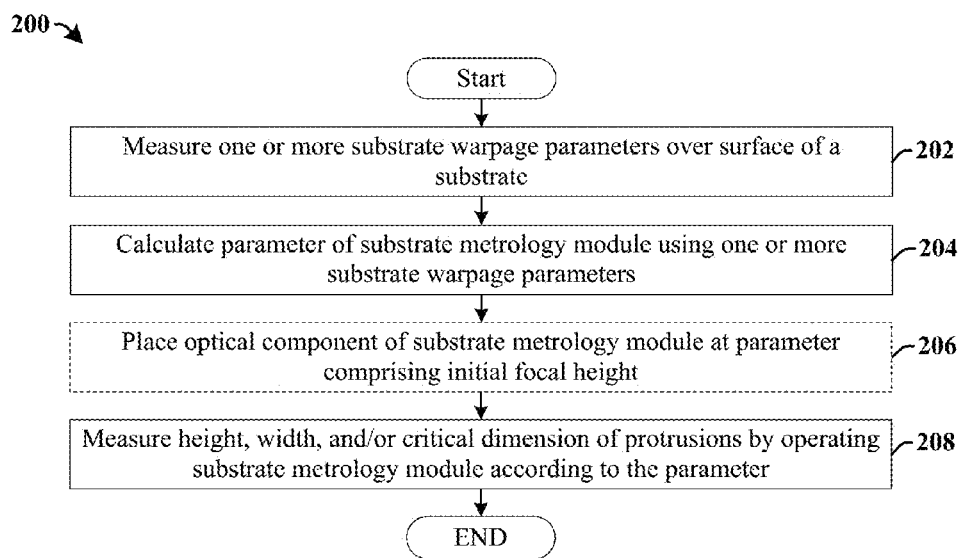 200
Start
Measure one or more substrate warpage parameters over surface of a
substrate
202
Calculate parameter of substrate metrology module using one or more
substrate warpage parameters
204
Place optical component of substrate metrology module at parameter
comprising initial focal height
206
Measure height, width, and/or critical dimension of protrusions by operating
substrate metrology module according to the parameter
208
END